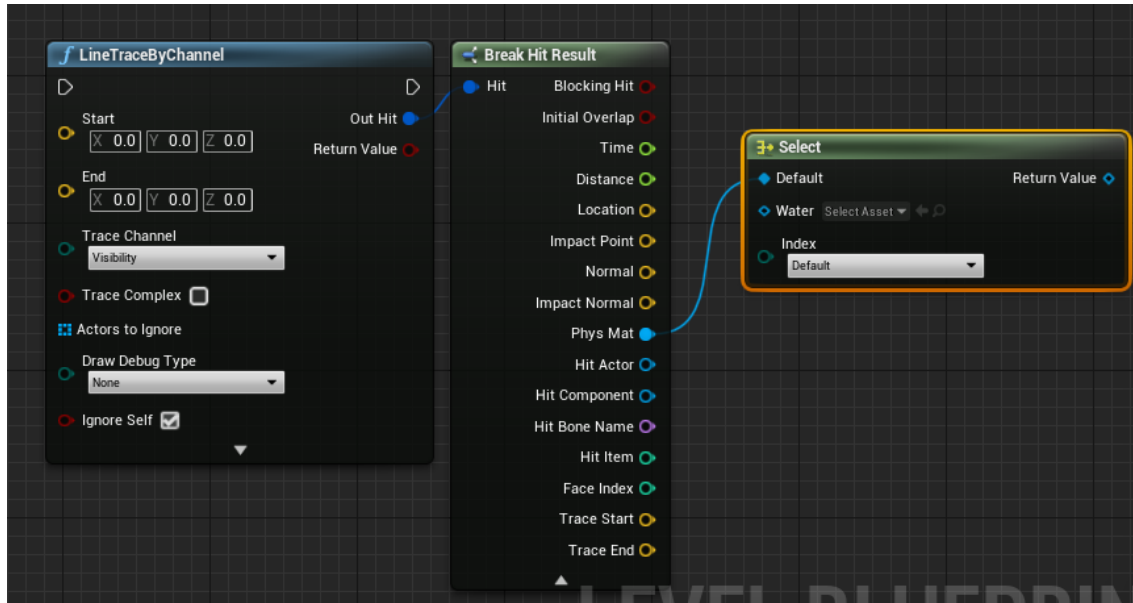 LineTraceByChannel
Start
X 0.0 Y 0.0 Z 0.0
Out Hit
Return Value
End
X 0.0 Y 0.0 Z 0.0
Trace Channel
Visibility
Trace Complex
Actors to Ignore
Draw Debug Type
None
Ignore Self
Break Hit Result
Hit
Blocking Hit
Initial Overlap
Time
Distance
Location
Impact Point
Normal
Impact Normal
Phys Mat
Hit Actor
Hit Component
Hit Bone Name
Hit Item
Face Index
Trace Start
Trace End
Select
Default
Return Value
Water Select Asset
Index
Default
LEVEL BLUEPRIN